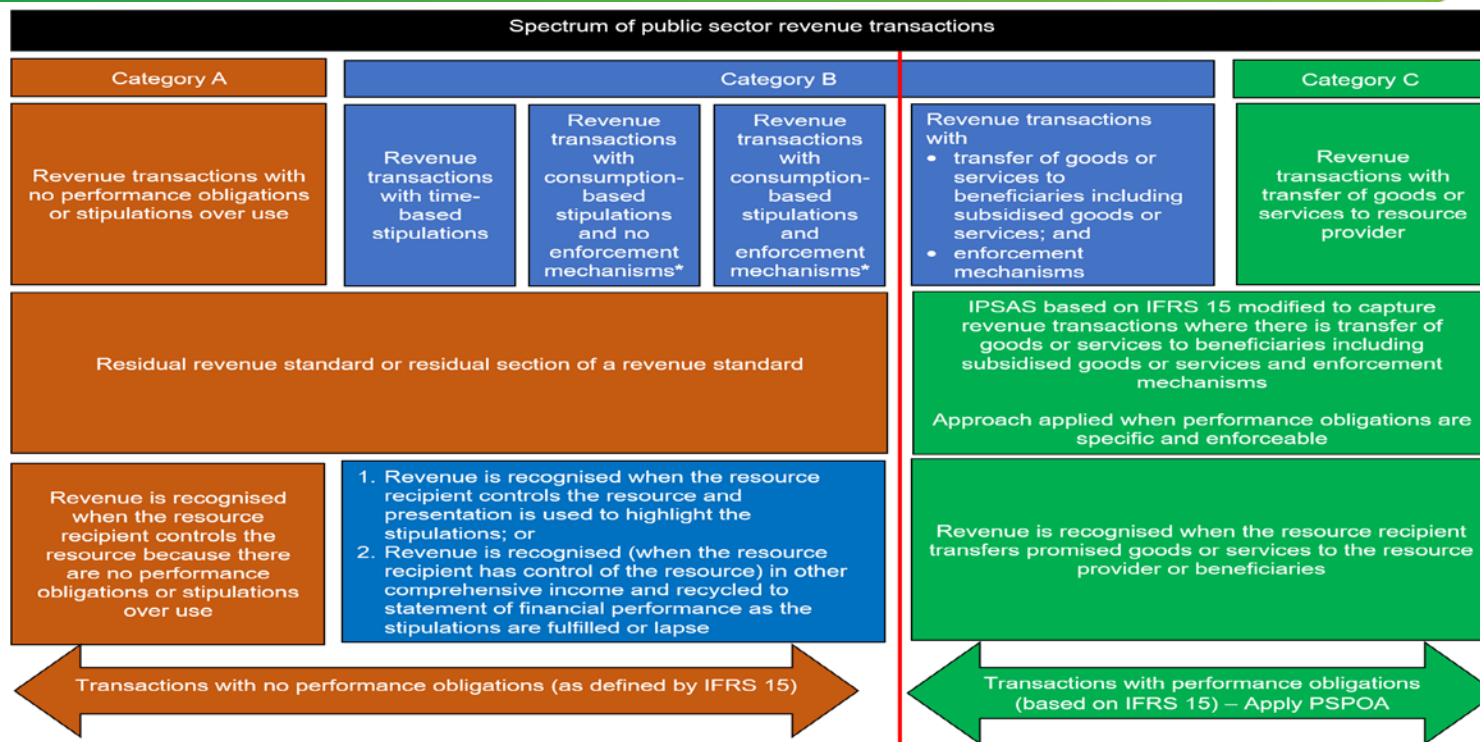 Spectrum of public sector revenue transactions
Category A
Category B
Category C
Revenue transactions with
no performance obligations
or stipulations over use
Revenue
transactions
with time-
based
stipulations
Revenue
transactions
with
consumption-
based
stipulations
and no
enforcement
mechanisms*
Revenue
transactions
with
consumption-
based
stipulations
and
enforcement
mechanisms*
Revenue transactions
with
• transfer of goods or
services to
beneficiaries including
subsidised goods or
services; and
• enforcement
mechanisms
Revenue
transactions with
transfer of goods or
services to resource
provider
Residual revenue standard or residual section of a revenue standard
IPSAS based on IFRS 15 modified to capture
revenue transactions where there is transfer of
goods or services to beneficiaries including
subsidised goods or services and enforcement
mechanisms
Approach applied when performance obligations are
specific and enforceable
Revenue is recognised
when the resource
recipient controls the
resource because there
are no performance
obligations or stipulations
over use
1. Revenue is recognised when the resource
recipient controls the resource and
presentation is used to highlight the
stipulations; or
2. Revenue is recognised (when the resource
recipient has control of the resource) in other
comprehensive income and recycled to
statement of financial performance as the
stipulations are fulfilled or lapse
Revenue is recognised when the resource recipient
transfers promised goods or services to the resource
provider or beneficiaries
Transactions with no performance obligations (as defined by IFRS 15)
Transactions with performance obligations
(based on IFRS 15) – Apply PSPOA